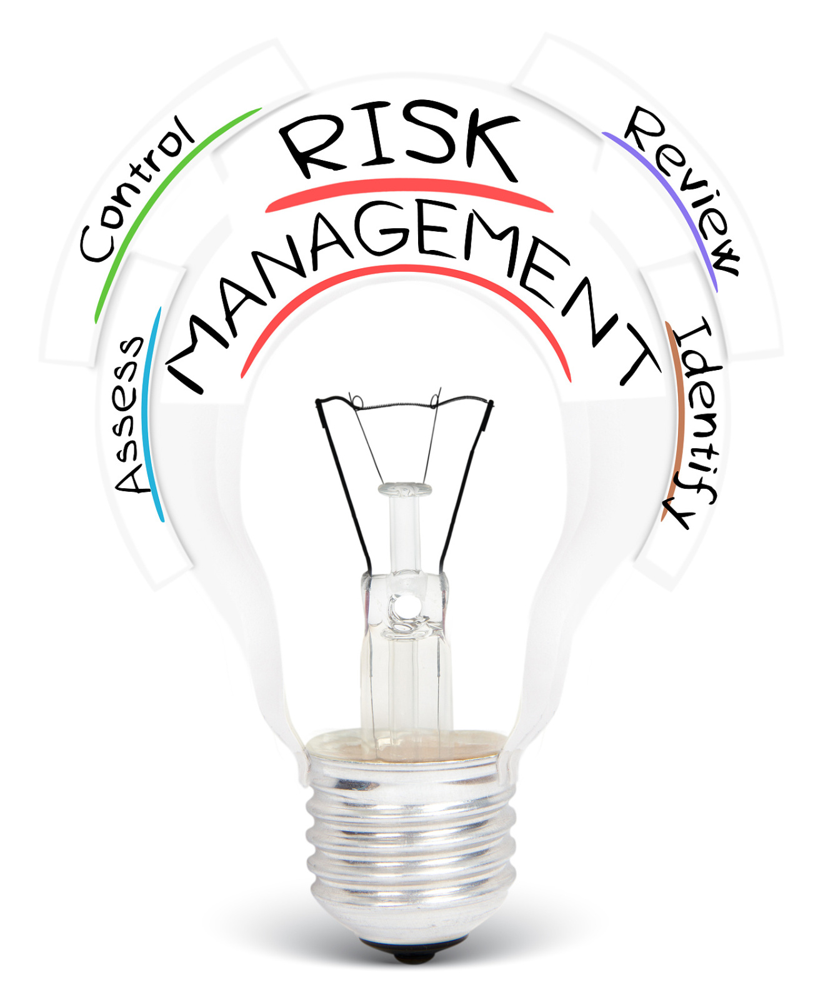 RISK
MANAGEMENT
Control
Assess
Review
Identify